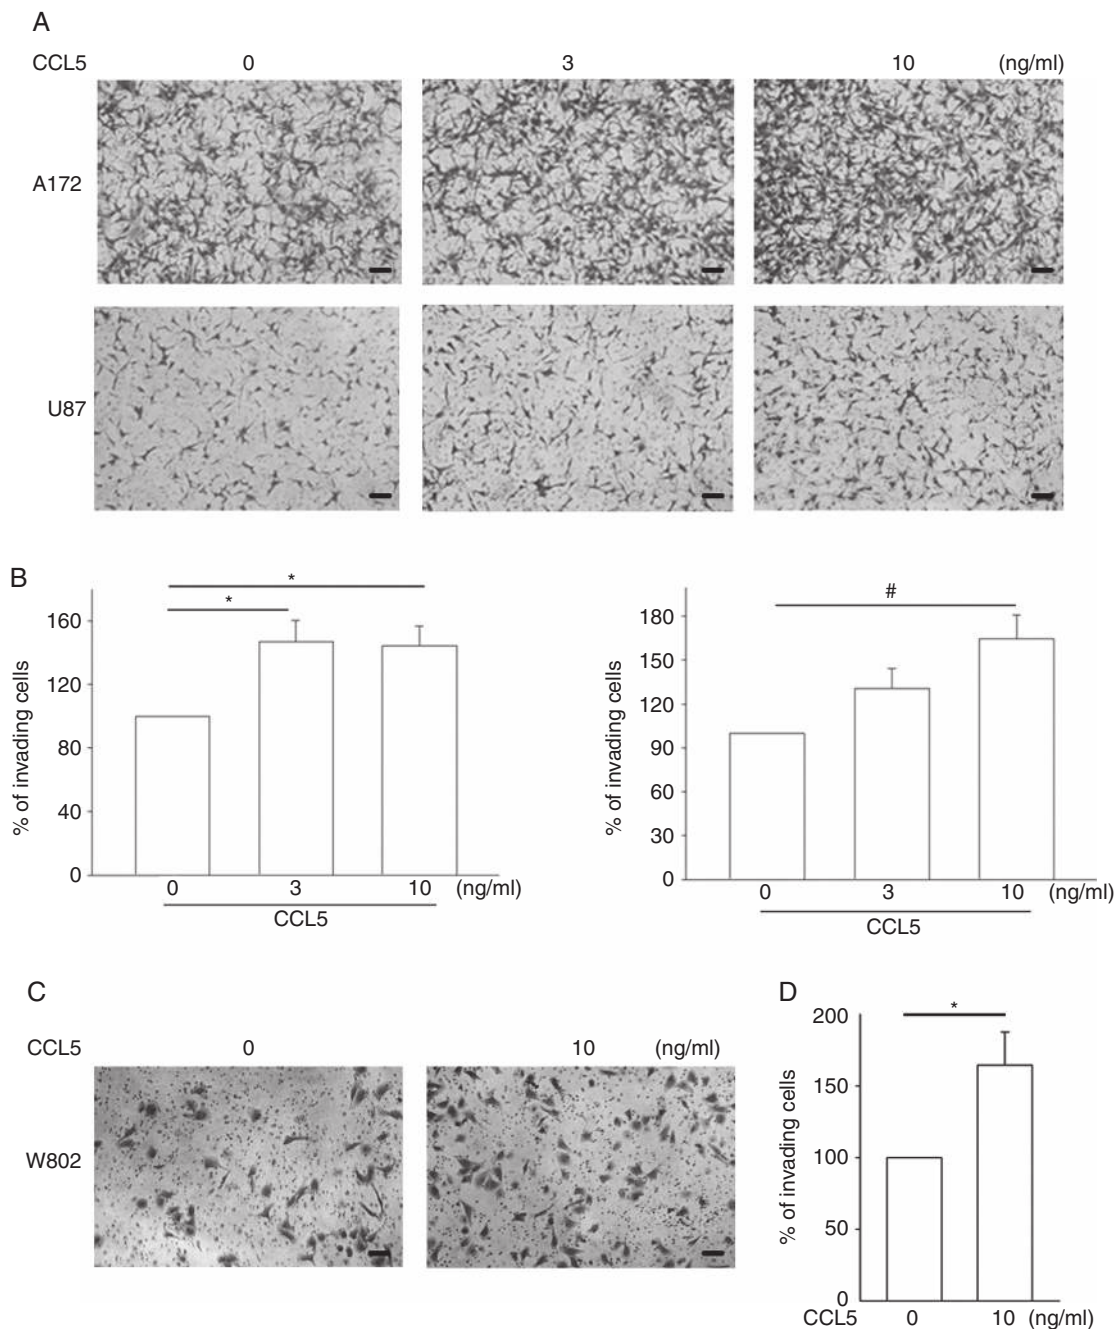 A
CCL5 0 3 10 (ng/ml)
A172
U87
B
*
*
160
120
80
40
0
% of invading cells
0 3 10 (ng/ml)
CCL5
#
180
150
120
90
60
30
0
% of invading cells
0 3 10 (ng/ml)
CCL5
C
CCL5 0 10 (ng/ml)
W802
D
*
200
150
100
50
0
% of invading cells
CCL5 0 10 (ng/ml)